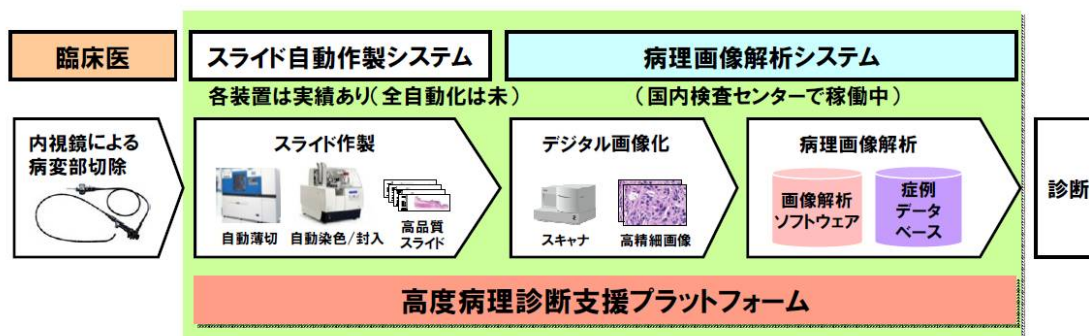 臨床医
スライド自動作製システム
病理画像解析システム
各装置は実績あり(全自動化は未)
(国内検査センターで稼働中)
内視鏡による
病変部切除
スライド作製
自動薄切
自動染色/封入
高品質
スライド
デジタル画像化
スキャナ
高精細画像
病理画像解析
画像解析
ソフトウェア
症例
データ
ベース
診断
高度病理診断支援プラットフォーム